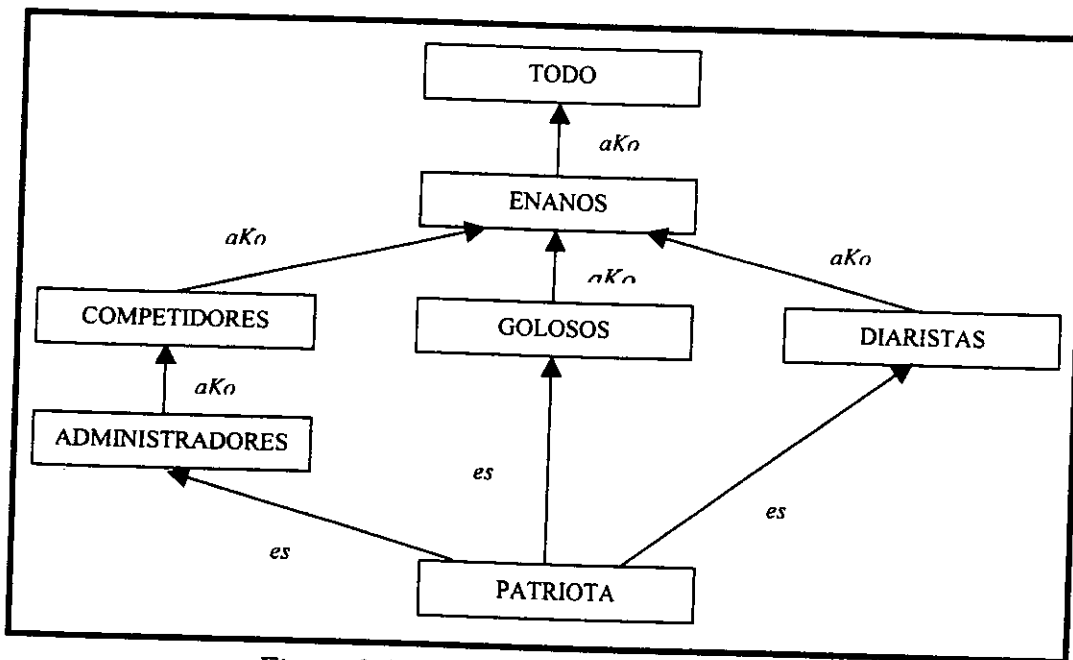 TODO
aKo
ENANOS
aKo
aKo
aKo
COMPETIDORES
GOLOSOS
DIARISTAS
aKo
ADMINISTRADORES
es
es
es
PATRIOTA